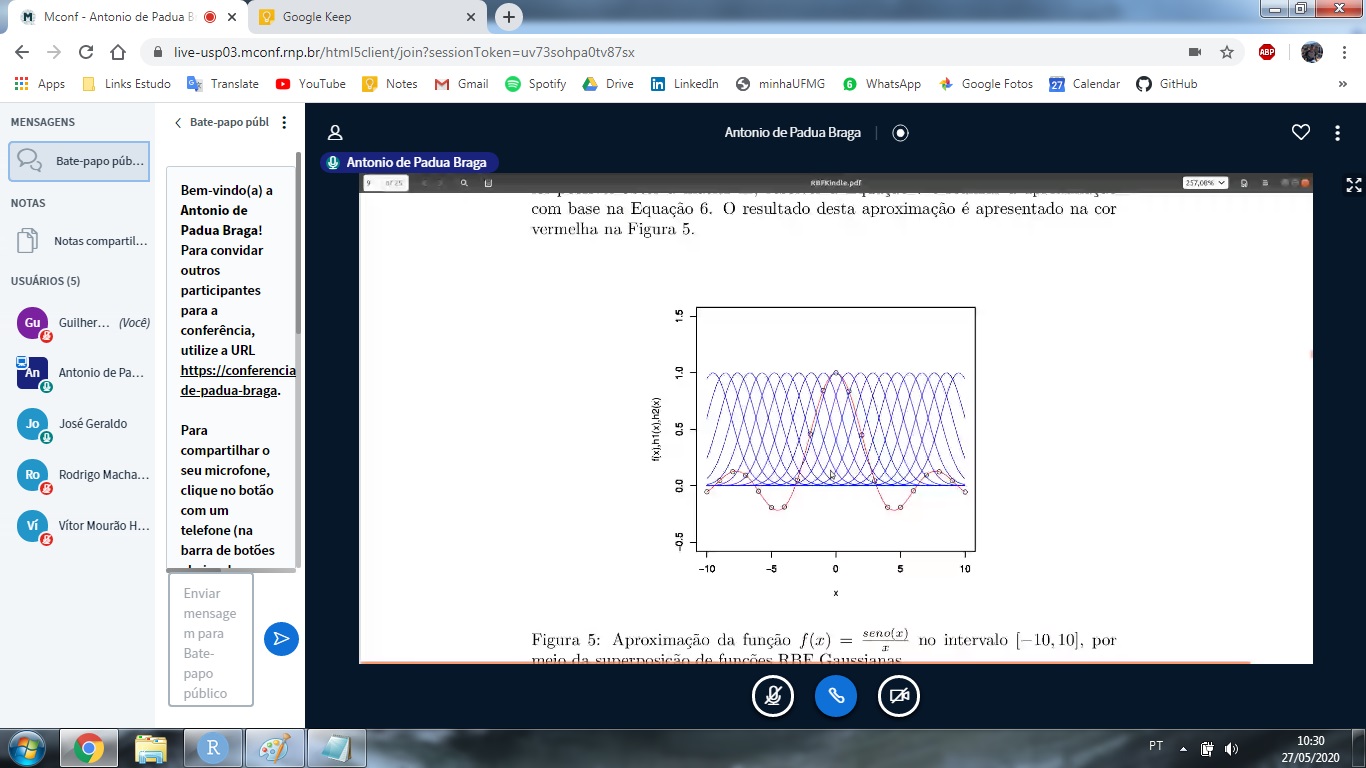 Mconf - Antonio de Padua B
Google Keep
live-usp03.mconf.rnp.br/html5client/join?sessionToken=uv73sohpa0tv87sx
ABP
Apps
Links Estudo
Translate
YouTube
Notes
Gmail
Spotify
Drive
LinkedIn
minhaUFMG
6
WhatsApp
Google Fotos
27
Calendar
GitHub
»
MENSAGENS
Bate-papo púb...
NOTAS
Notas compartil...
USUÁRIOS (5)
Gu
Guilher... (Você)
An
Antonio de Pa...
Jo
José Geraldo
Ro
Rodrigo Macha...
Ví
Vítor Mourão H...
Bate-papo públ
Bem-vindo(a) a
Antonio de
Padua Braga!
Para convidar
outros
participantes
para a
conferência,
utilize a URL
https://conferencia
de-padua-braga.
Para
compartilhar o
seu microfone,
clique no botão
com um
telefone (na
barra de botões
Enviar
mensage
m para
Bate-
papo
público
Antonio de Padua Braga
Antonio de Padua Braga
9 of 25
RBFKindle.pdf
257,08%
com base na Equação 6. O resultado desta aproximação é apresentado na cor
vermelha na Figura 5.
f(x),h1(x),h2(x)
1.5
1.0
0.5
0.0
−0.5
−10 −5 0 5 10
x
Figura 5: Aproximação da função f(x) = seno(x)/x no intervalo [−10, 10], por
meio da superposição de funções RBF Gaussianas
R
PT
10:30
27/05/2020